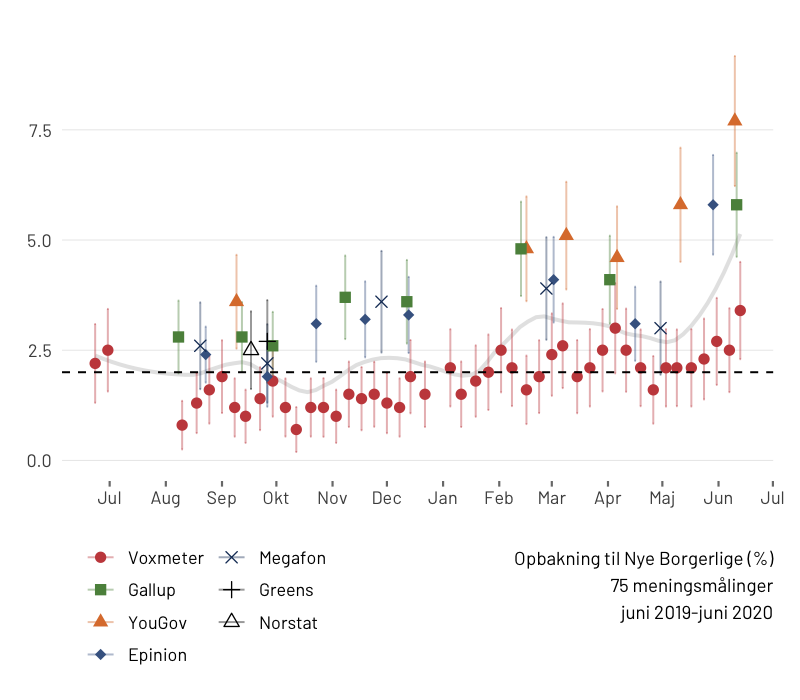 7.5
5.0
2.5
0.0
Jul Aug Sep Okt Nov Dec Jan Feb Mar Apr Maj Jun Jul
Voxmeter
Gallup
YouGov
Epinion
Megafon
Greens
Norstat
Opbakning til Nye Borgerlige (%)
75 meningsmålinger
juni 2019-juni 2020